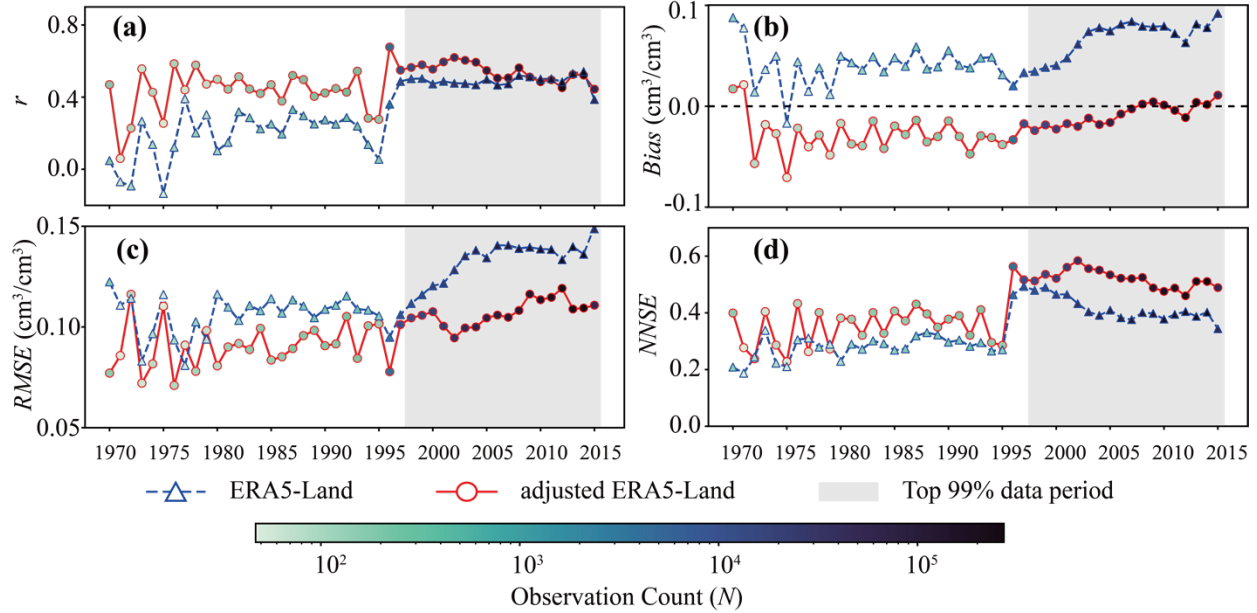 (a)
0.8
0.4
0.0
r
(b)
0.1
0.0
-0.1
Bias (cm³/cm³)
(c)
0.15
0.10
0.05
RMSE (cm³/cm³)
1970 1975 1980 1985 1990 1995 2000 2005 2010 2015
(d)
0.6
0.4
0.2
0.0
NNSE
1970 1975 1980 1985 1990 1995 2000 2005 2010 2015
ERA5-Land adjusted ERA5-Land Top 99% data period
10² 10³ 10⁴ 10⁵
Observation Count (N)